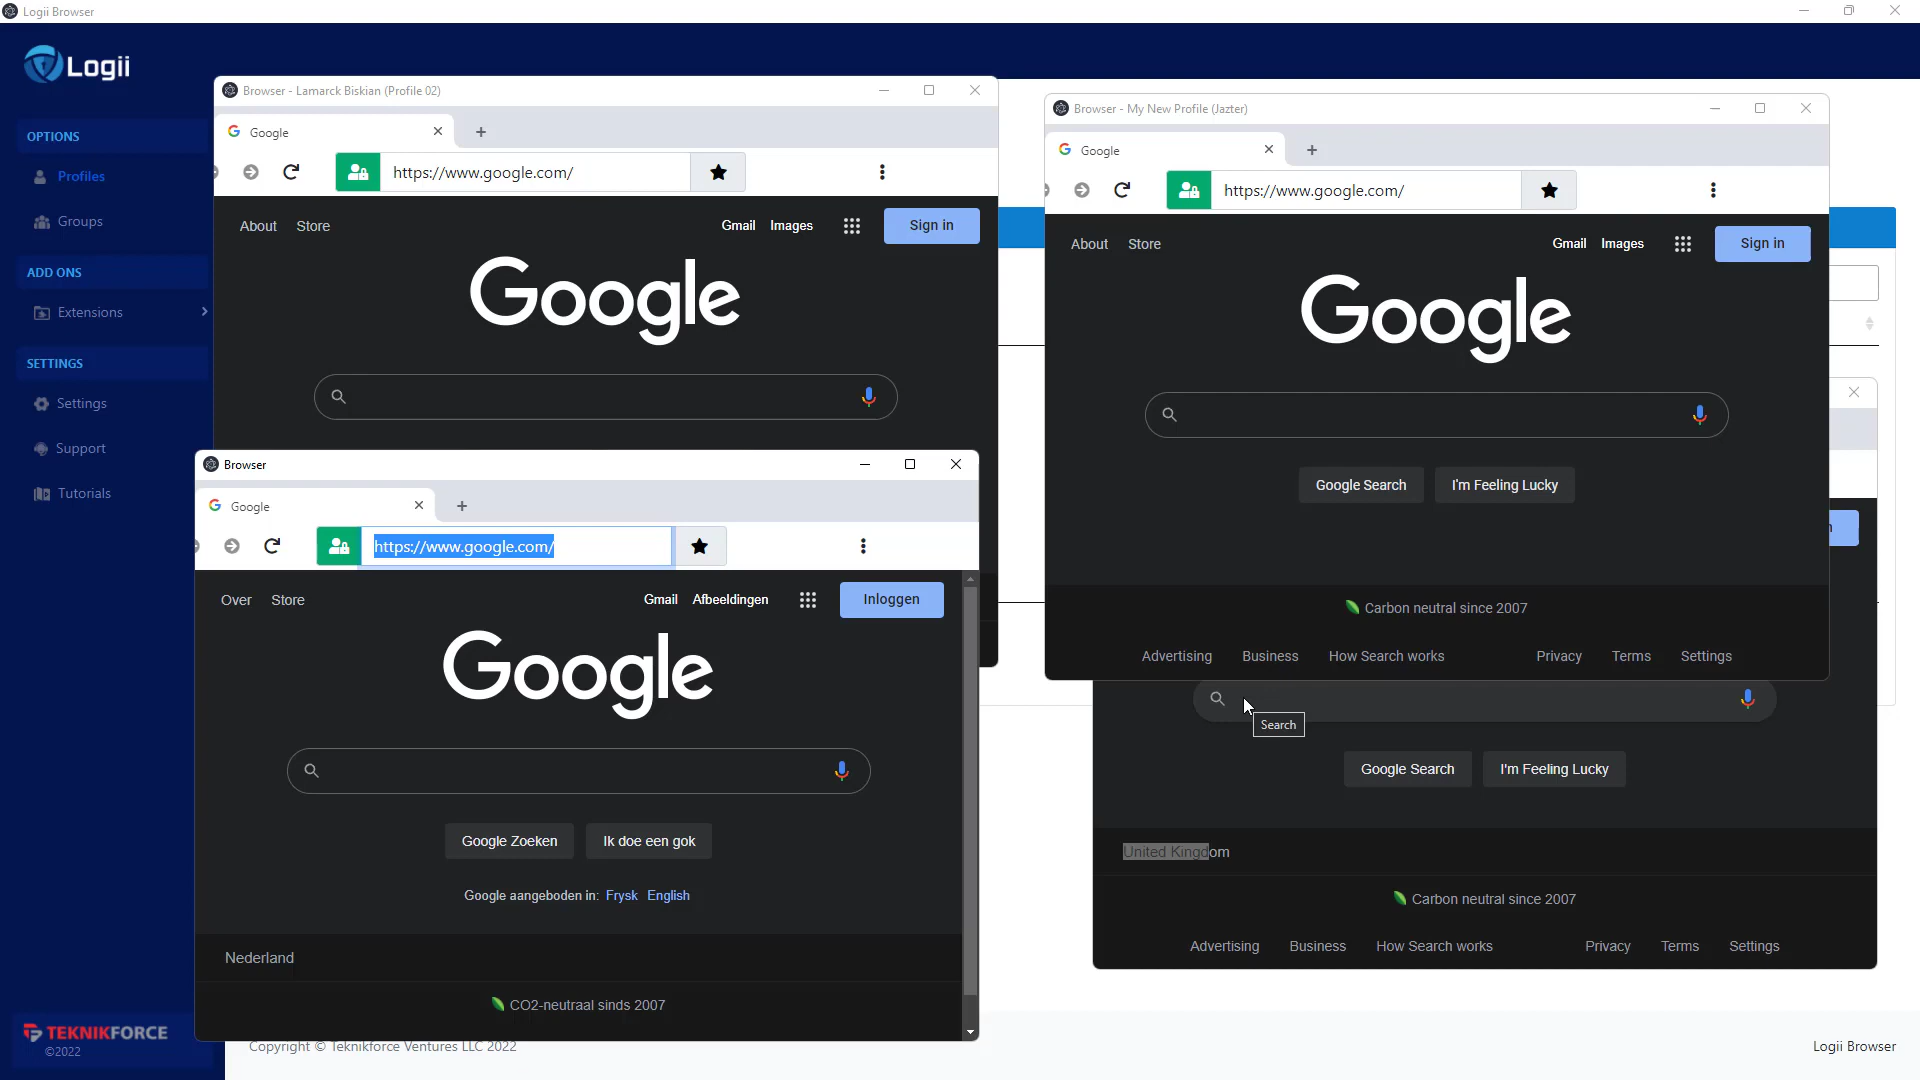 Logii Browser
Logii
OPTIONS
Profiles
Groups
ADD ONS
Extensions
SETTINGS
Settings
Support
Tutorials
TEKNIKFORCE
©2022
Browser - Lamarck Biskian (Profile 02)
Google
https://www.google.com/
About Store Gmail Images Sign in
Google
Browser - My New Profile (Jazter)
Google
https://www.google.com/
About Store Gmail Images Sign in
Google
Google Search I'm Feeling Lucky
Carbon neutral since 2007
Advertising Business How Search works Privacy Terms Settings
Browser
Google
https://www.google.com/
Over Store Gmail Afbeeldingen Inloggen
Google
Google Zoeken Ik doe een gok
Google aangeboden in: Frysk English
Nederland
CO2-neutraal sinds 2007
Search
Google Search I'm Feeling Lucky
United Kingdom
Carbon neutral since 2007
Advertising Business How Search works Privacy Terms Settings
Copyright © Teknikforce Ventures LLC 2022
Logii Browser